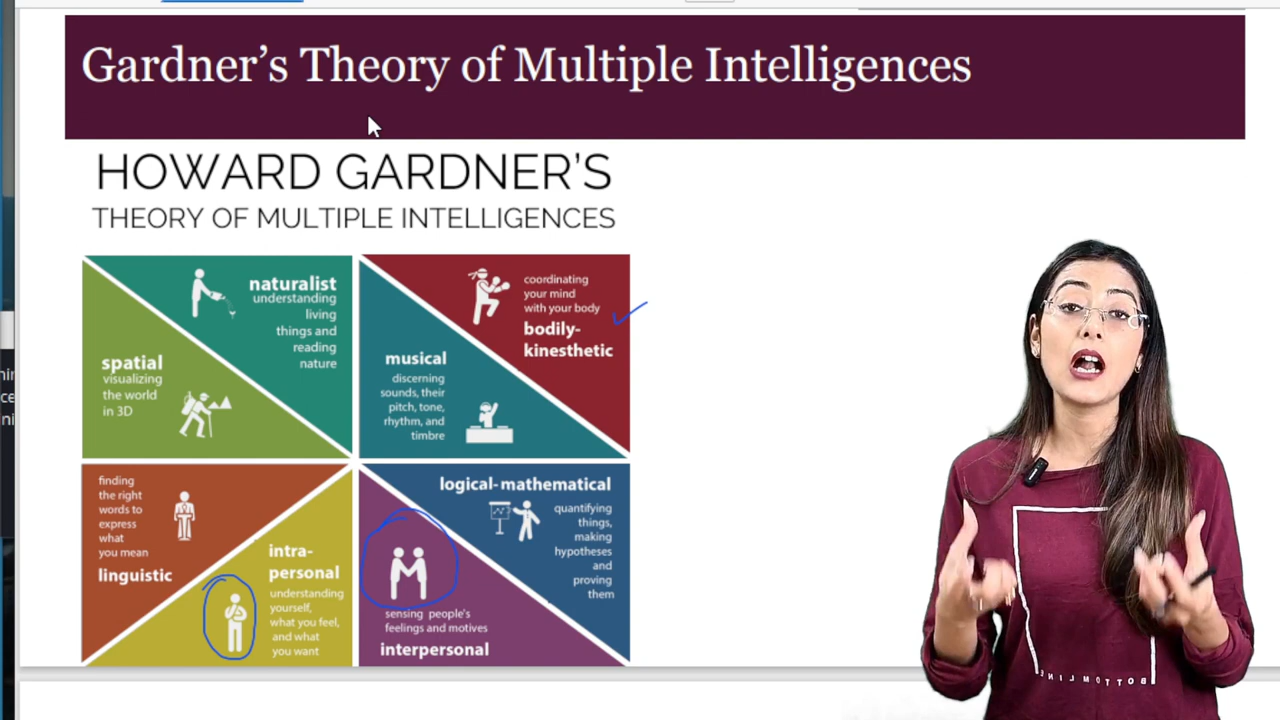 Gardner's Theory of Multiple Intelligences
HOWARD GARDNER'S
THEORY OF MULTIPLE INTELLIGENCES
naturalist
understanding
living
things and
reading
nature
spatial
visualizing
the world
in 3D
coordinating
your mind
with your body
bodily-
kinesthetic
musical
discerning
sounds, their
pitch, tone,
rhythm, and
timbre
finding
the right
words to
express
what
you mean
linguistic
intra-
personal
understanding
yourself,
what you feel,
and what
you want
logical-mathematical
quantifying
things,
making
hypotheses
and
proving
them
sensing people's
feelings and motives
interpersonal
BOTTOMLINE